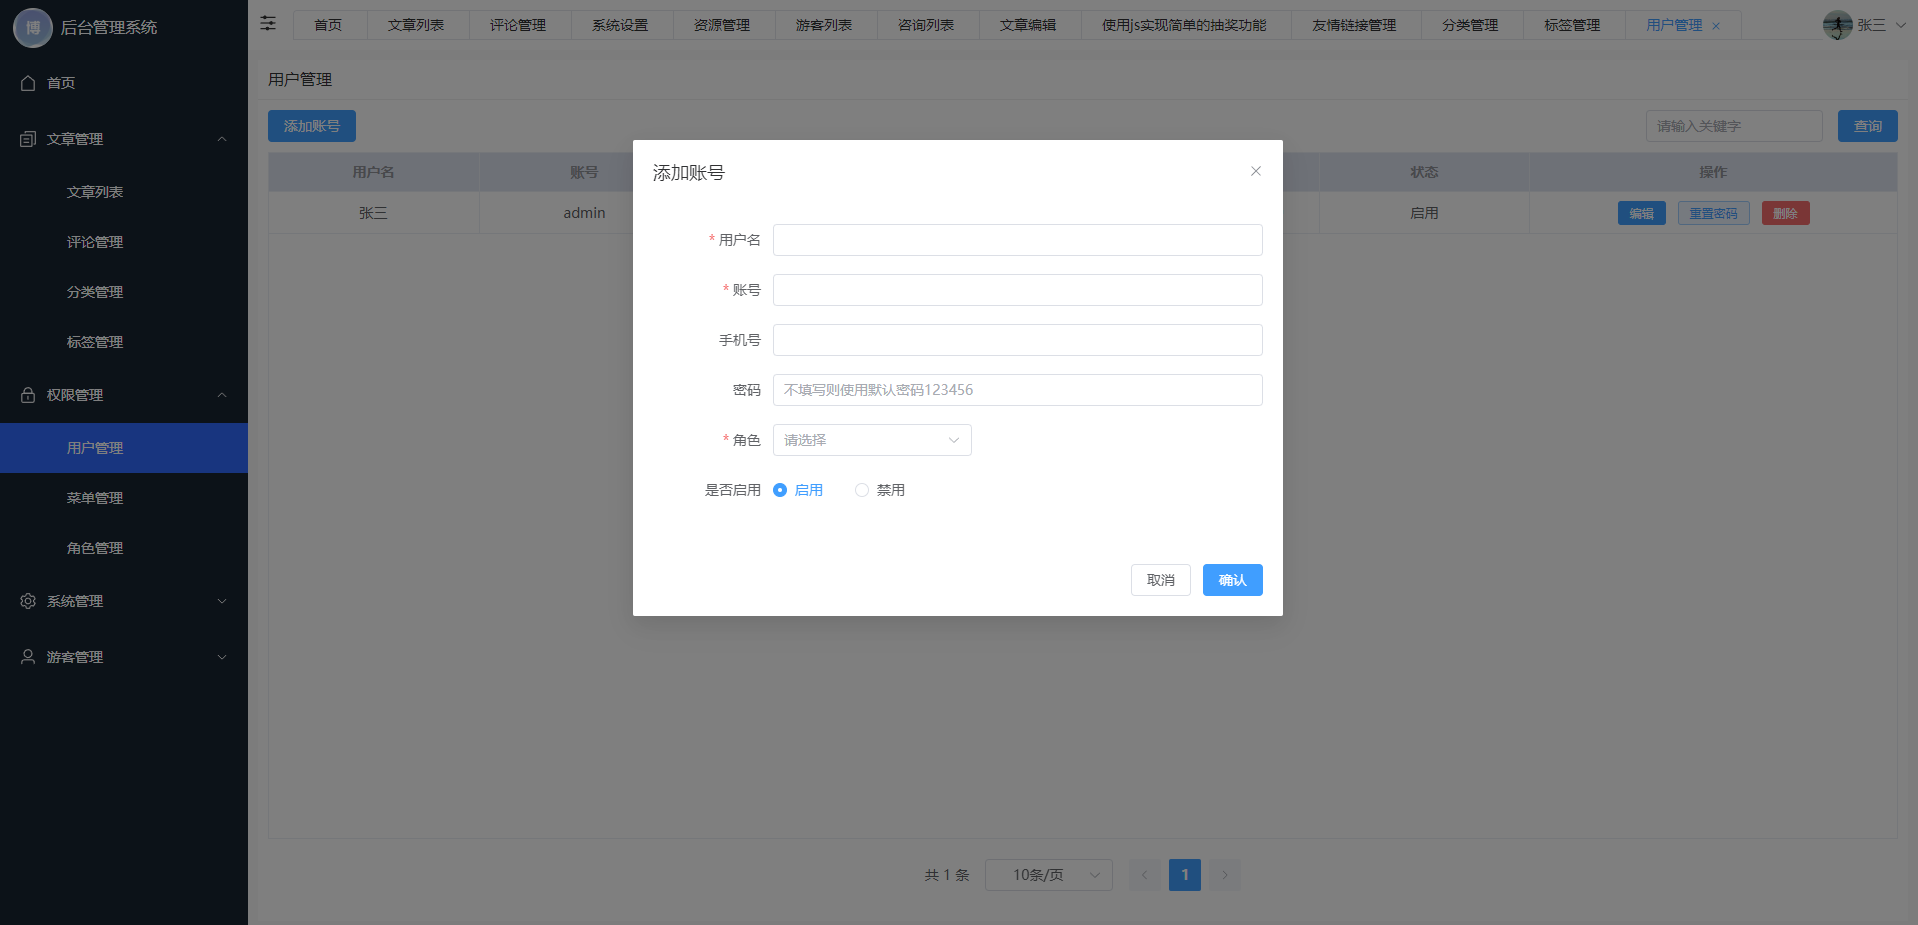 博 后台管理系统
首页
文章管理
文章列表
评论管理
分类管理
标签管理
权限管理
用户管理
菜单管理
角色管理
系统管理
游客管理
首页 文章列表 评论管理 系统设置 资源管理 游客列表 咨询列表 文章编辑 使用js实现简单的抽奖功能 友情链接管理 分类管理 标签管理 用户管理 张三
用户管理
添加账号 请输入关键字 查询
用户名 账号 状态 操作
张三 admin 启用 编辑 重置密码 删除
添加账号
* 用户名
* 账号
手机号
密码 不填写则使用默认密码123456
* 角色 请选择
是否启用 启用 禁用
取消 确认
共 1 条 10条/页 1